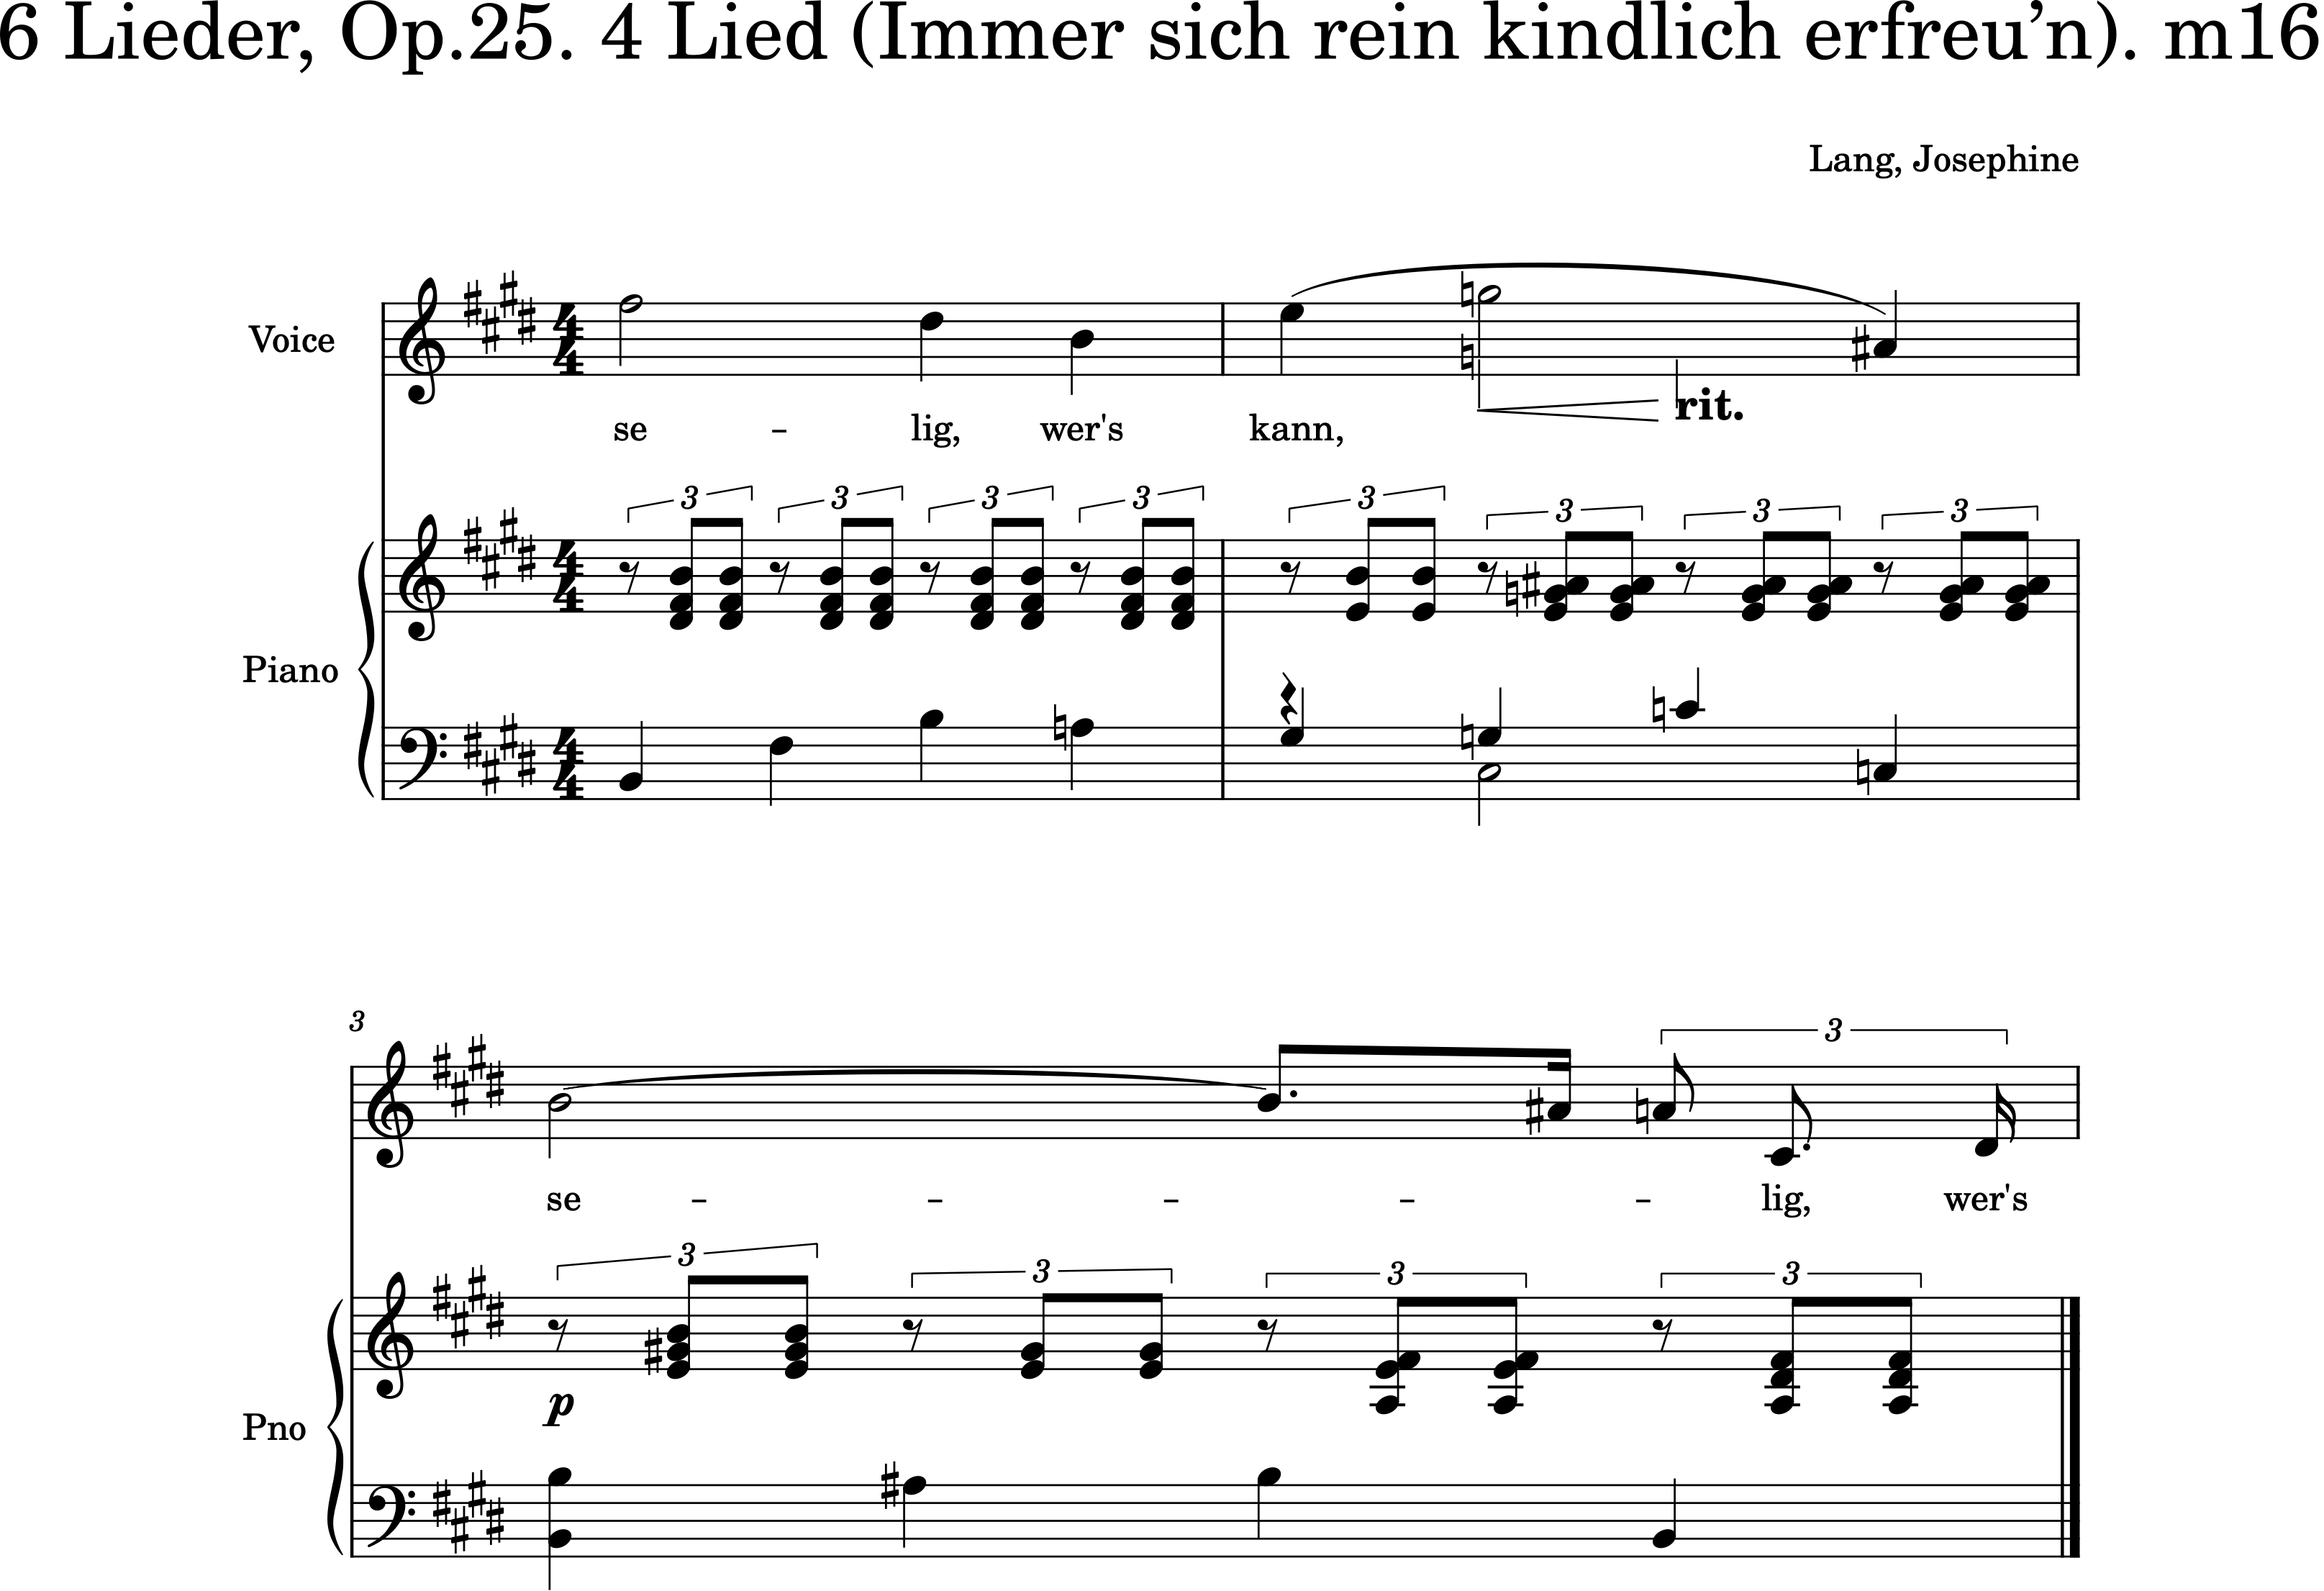 6 Lieder, Op.25. 4 Lied (Immer sich rein kindlich erfreu’n). m16
Lang, Josephine
Voice
rit.
se - lig, wer's kann,
3 3 3 3 3 3 3 3
Piano
3
3
se - - - - - lig, wer's
3 3 3 3
p
Pno